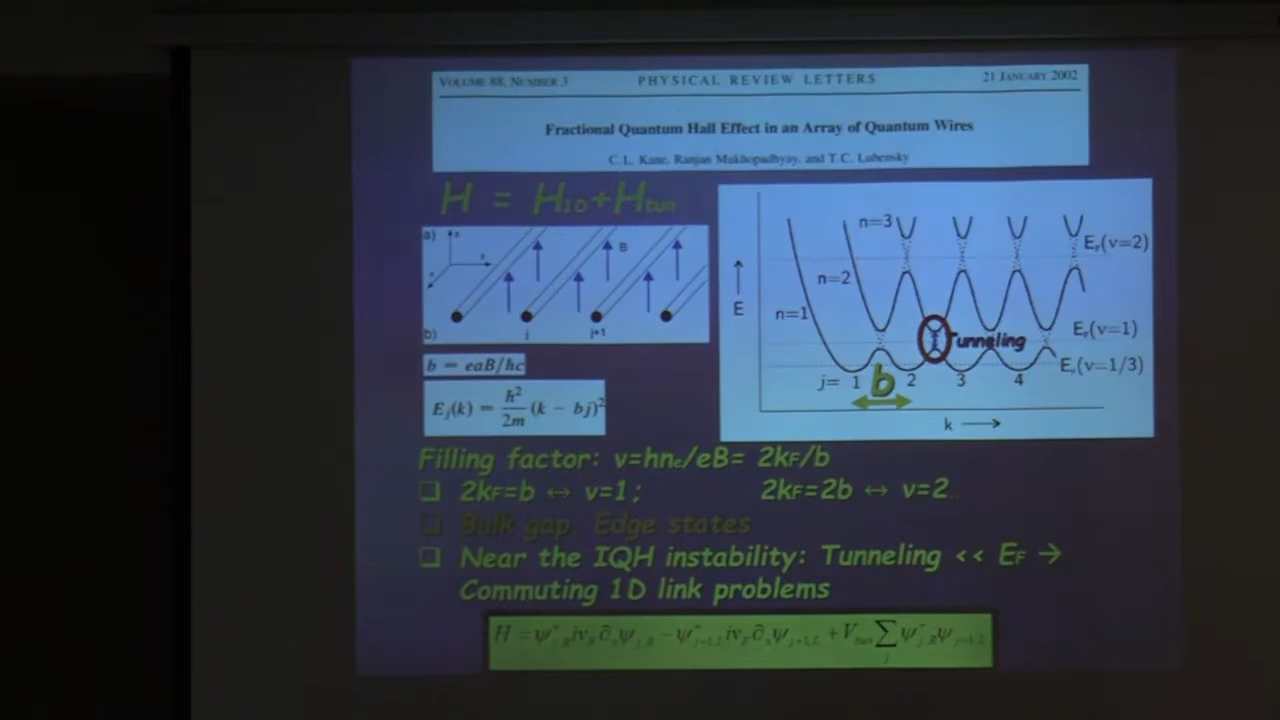 VOLUME 88, NUMBER 3 PHYSICAL REVIEW LETTERS 21 JANUARY 2002
Fractional Quantum Hall Effect in an Array of Quantum Wires
C. L. Kane, Ranjan Mukhopadhyay, and T. C. Lubensky
H = H1D+Htun
a) z y x B
b) j j+1
b = eaB/ħc
Ej(k) = ħ²/2m (k − bj)²
n=3
n=2
n=1
E
EF(ν=2)
EF(ν=1)
EF(ν=1/3)
Tunneling
j= 1 b 2 3 4
k
Filling factor: ν=hne/eB= 2kF/b
❑ 2kF=b ↔ ν=1; 2kF=2b ↔ ν=2..
❑ Bulk gap, Edge states
❑ Near the IQH instability: Tunneling << EF →
Commuting 1D link problems